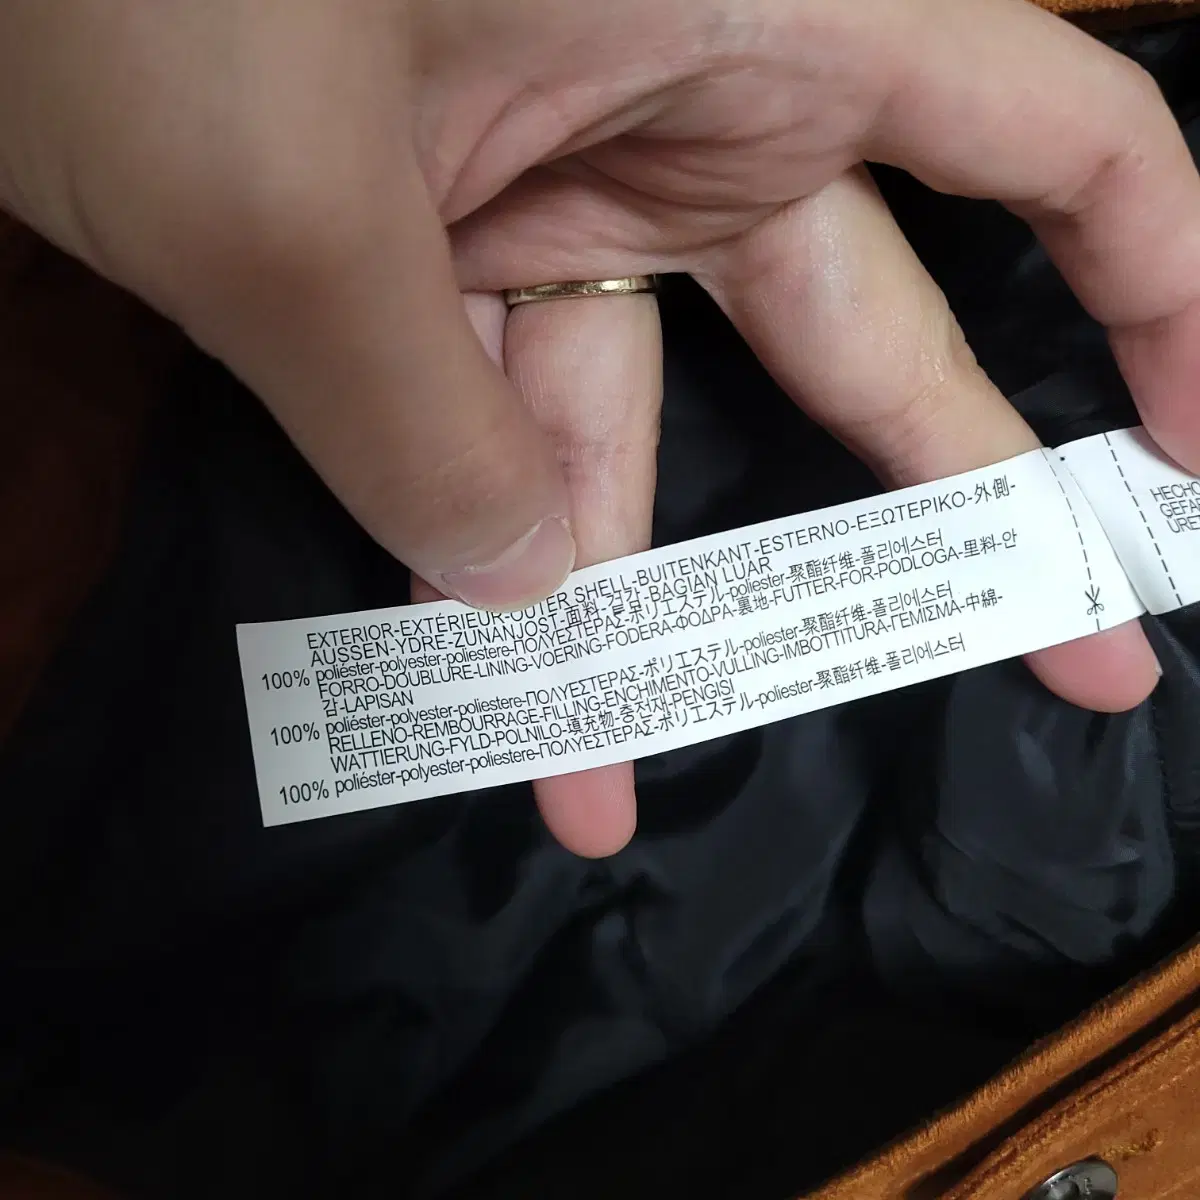 EXTERIOR-EXTÉRIEUR-OUTER SHELL-BUITENKANT-ESTERNO-ΕΞΩΤΕΡΙΚΟ-外側-
AUSSEN-YDRE-ZUNANJOST-面料-겉감-BAGIAN LUAR
100% poliéster-polyester-poliestere-ΠΟΛΥΕΣΤΕΡΑΣ-ポリエステル-poliester-聚酯纤维-폴리에스터
FORRO-DOUBLURE-LINING-VOERING-FODERA-ΦΟΔΡΑ-裏地-FUTTER-FOR-PODLOGA-里料-안
감-LAPISAN
100% poliéster-polyester-poliestere-ΠΟΛΥΕΣΤΕΡΑΣ-ポリエステル-poliester-聚酯纤维-폴리에스터
RELLENO-REMBOURRAGE-FILLING-ENCHIMENTO-VULLING-IMBOTTITURA-ΓΕΜΙΣΜΑ-中綿-
WATTIERUNG-FYLD-POLNILO-填充物-충전재-PENGISI
100% poliéster-polyester-poliestere-ΠΟΛΥΕΣΤΕΡΑΣ-ポリエステル-poliester-聚酯纤维-폴리에스터